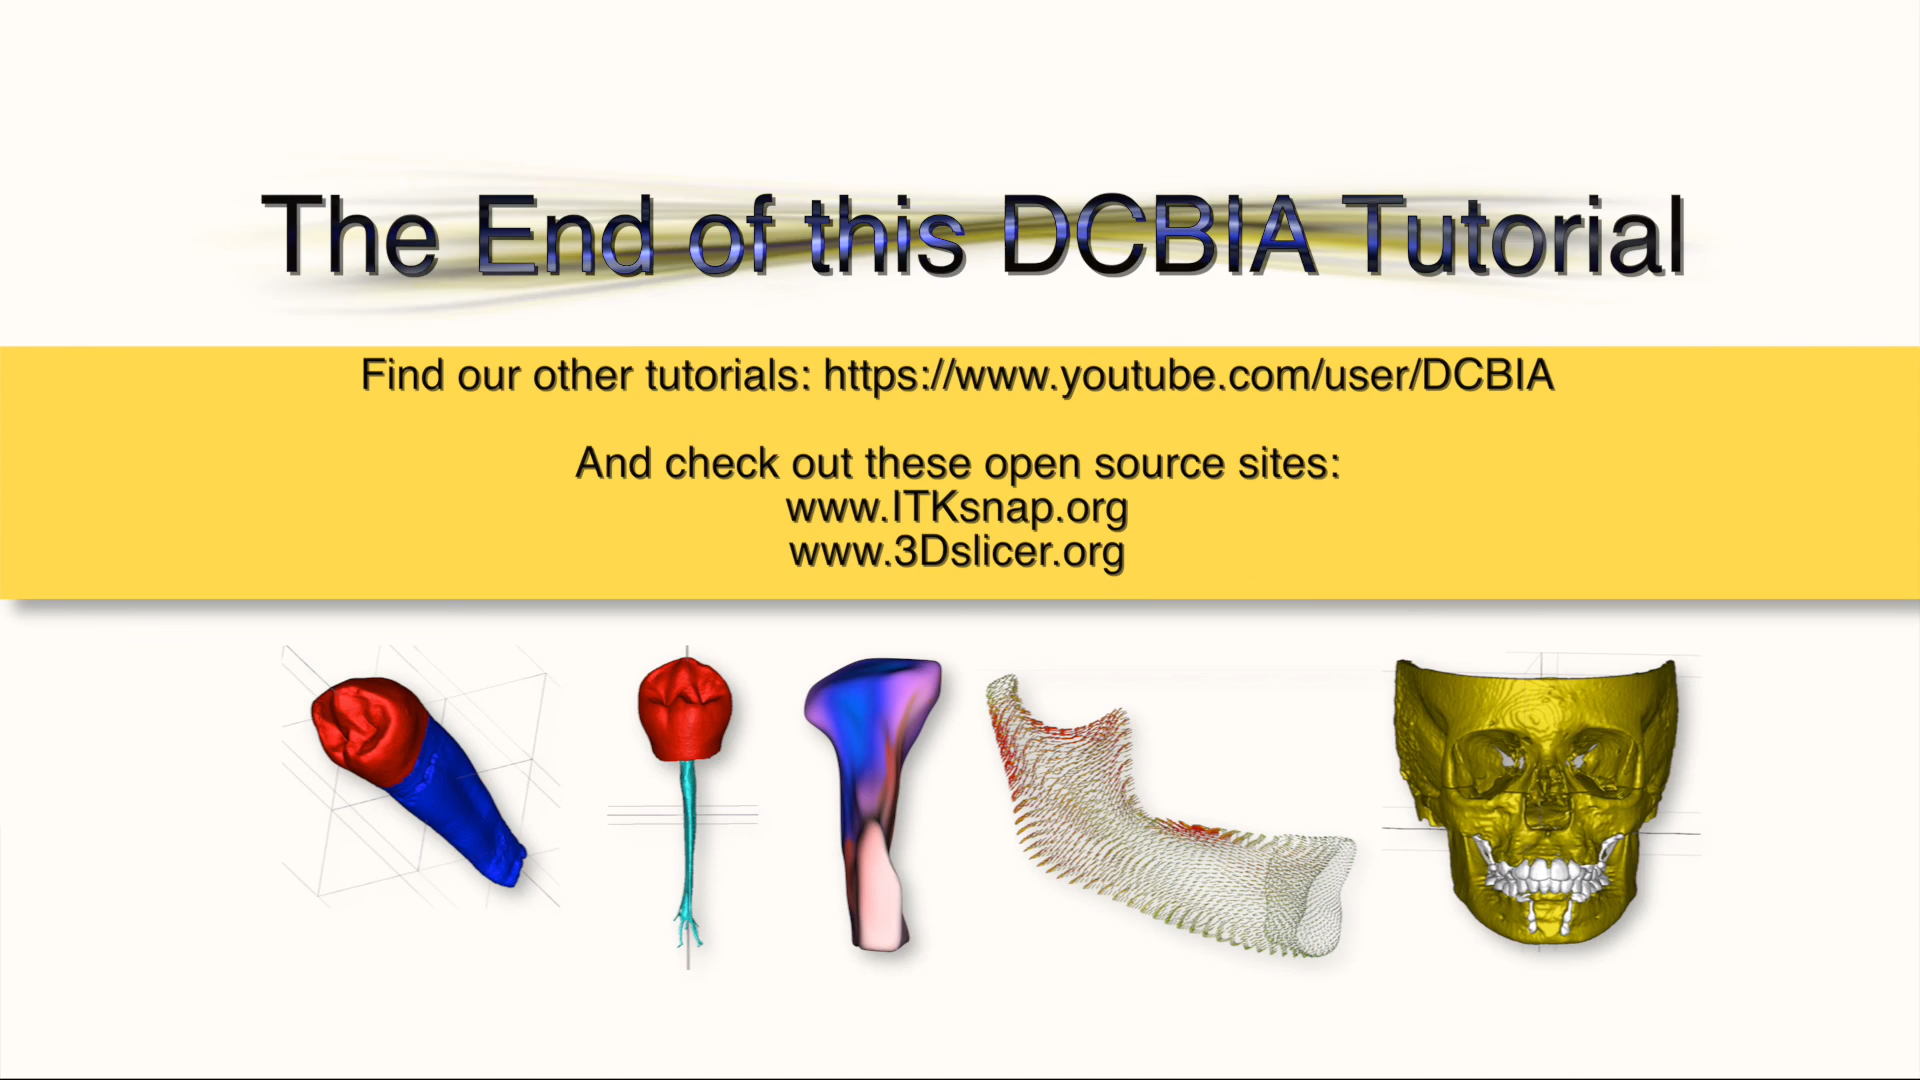 The End of this DCBIA Tutorial
Find our other tutorials: https://www.youtube.com/user/DCBIA
And check out these open source sites:
www.ITKsnap.org
www.3Dslicer.org